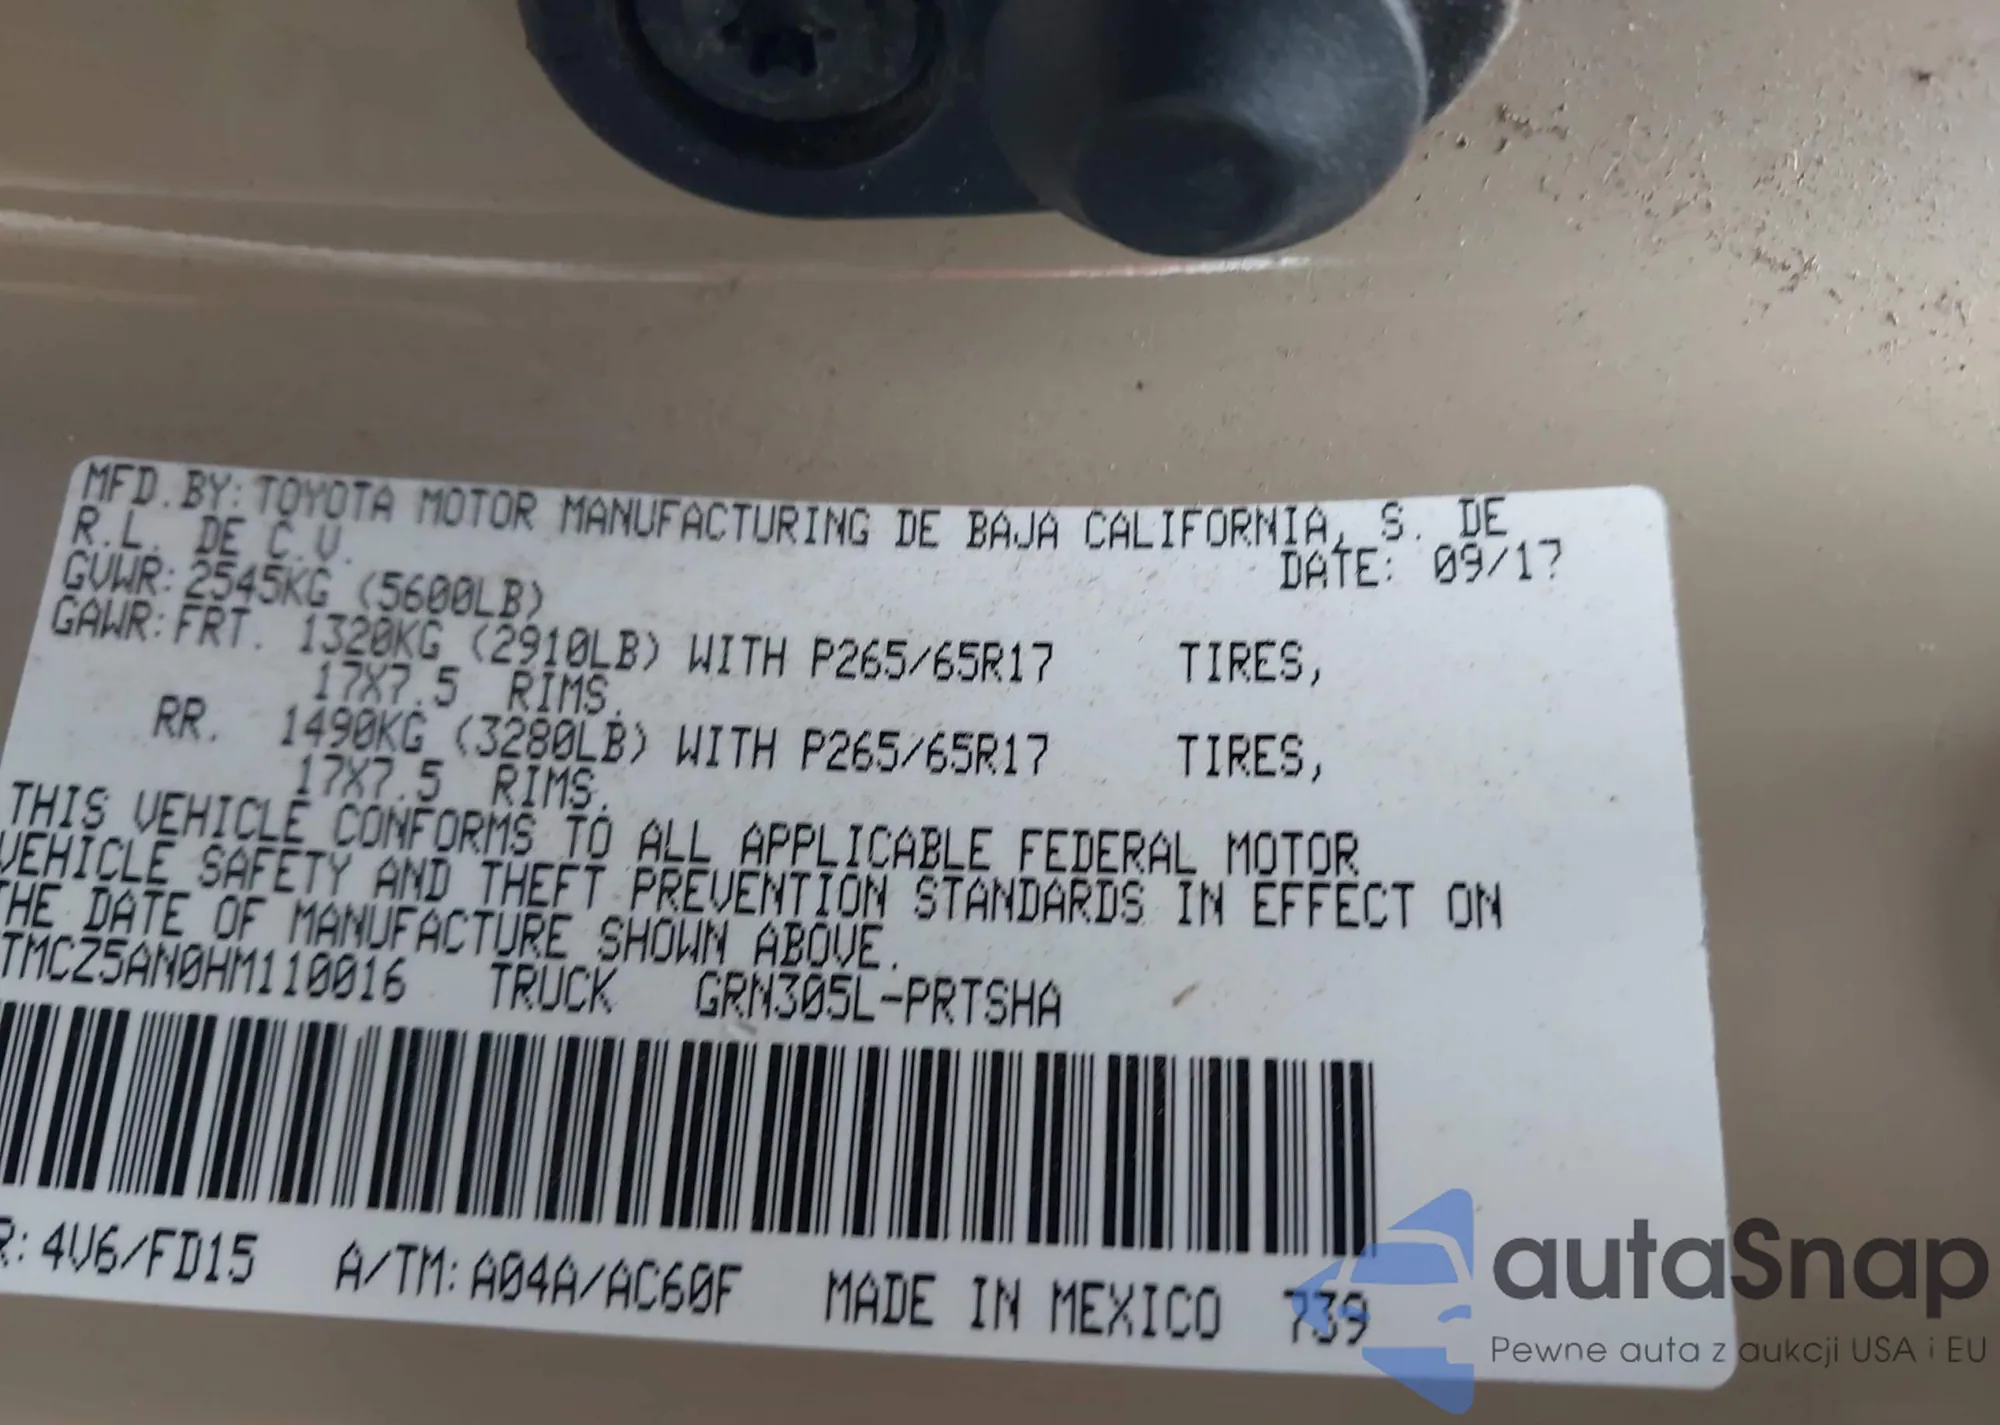 MFD.BY: TOYOTA MOTOR MANUFACTURING DE BAJA CALIFORNIA, S. DE
R.L. DE C.V.
DATE: 09/17
GVWR: 2545KG (5600LB)
GAWR: FRT. 1320KG (2910LB) WITH P265/65R17 TIRES,
17X7.5 RIMS.
RR. 1490KG (3280LB) WITH P265/65R17 TIRES,
17X7.5 RIMS.
THIS VEHICLE CONFORMS TO ALL APPLICABLE FEDERAL MOTOR
VEHICLE SAFETY AND THEFT PREVENTION STANDARDS IN EFFECT ON
THE DATE OF MANUFACTURE SHOWN ABOVE.
TMCZ5AN0HM110016 TRUCK GRN305L-PRTSHA
R: 4V6/FD15 A/TM: A04A/AC60F MADE IN MEXICO 739
autaSnap
Pewne auta z aukcji USA i EU